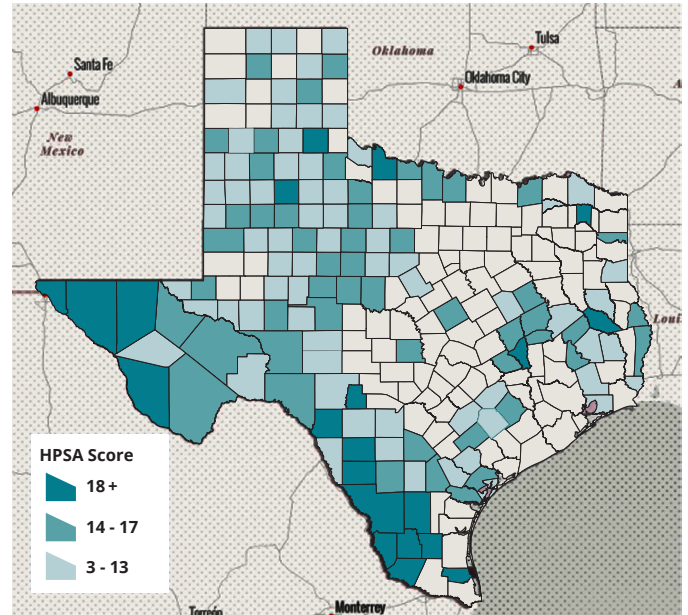 Oklahoma
Tulsa
Santa Fe
Oklahoma City
Albuquerque
New
Mexico
Loui
HPSA Score
18 +
14 - 17
3 - 13
Monterrey
Torreón